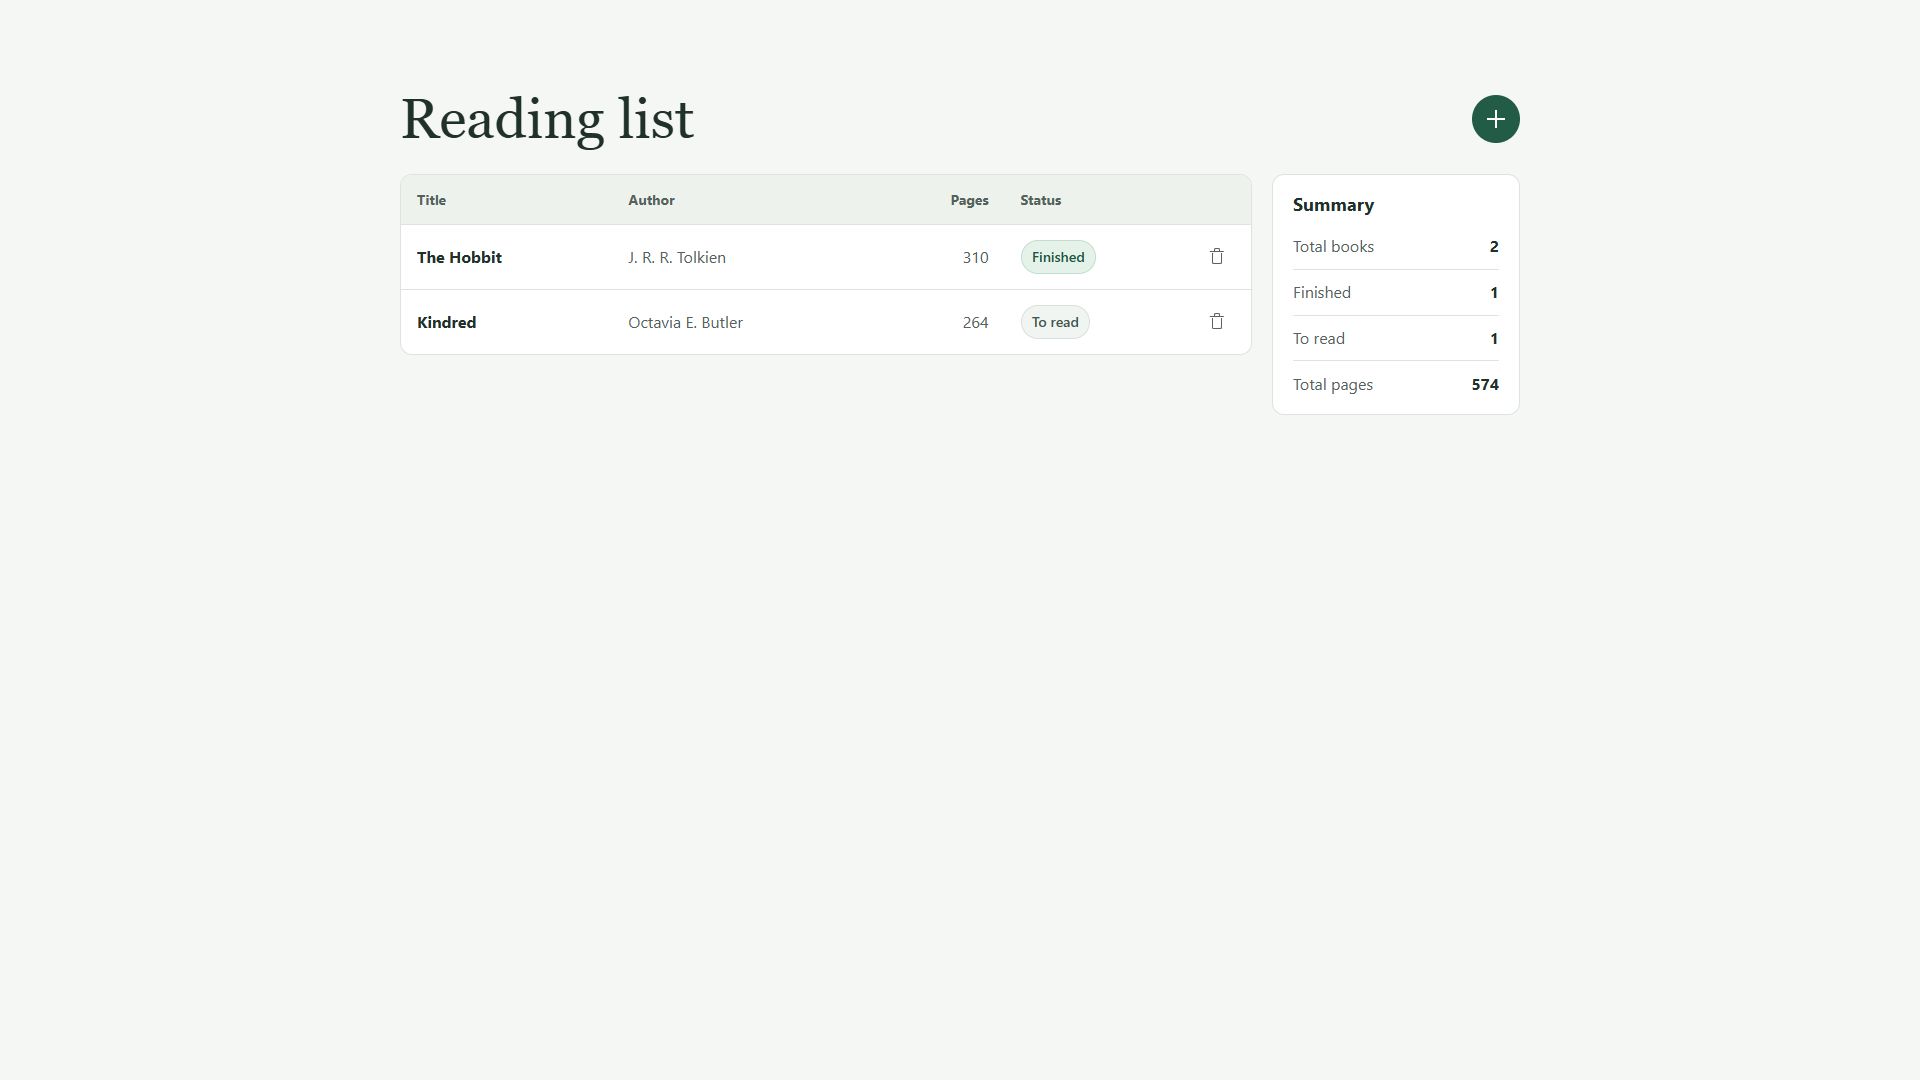 Reading list
Title Author Pages Status
The Hobbit J. R. R. Tolkien 310 Finished
Kindred Octavia E. Butler 264 To read
Summary
Total books 2
Finished 1
To read 1
Total pages 574